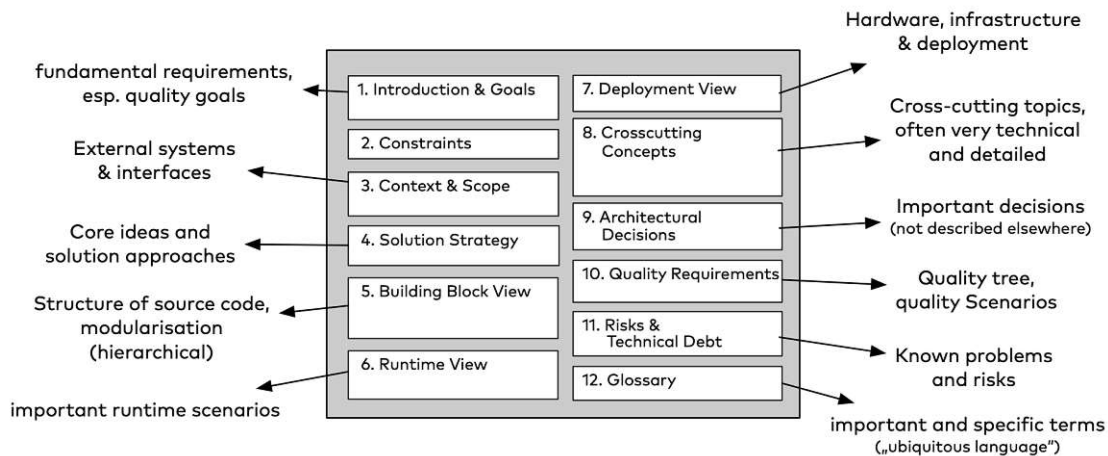 fundamental requirements,
esp. quality goals
External systems
& interfaces
Core ideas and
solution approaches
Structure of source code,
modularisation
(hierarchical)
important runtime scenarios
1. Introduction & Goals
2. Constraints
3. Context & Scope
4. Solution Strategy
5. Building Block View
6. Runtime View
7. Deployment View
8. Crosscutting
Concepts
9. Architectural
Decisions
10. Quality Requirements
11. Risks &
Technical Debt
12. Glossary
Hardware, infrastructure
& deployment
Cross-cutting topics,
often very technical
and detailed
Important decisions
(not described elsewhere)
Quality tree,
quality Scenarios
Known problems
and risks
important and specific terms
(„ubiquitous language”)